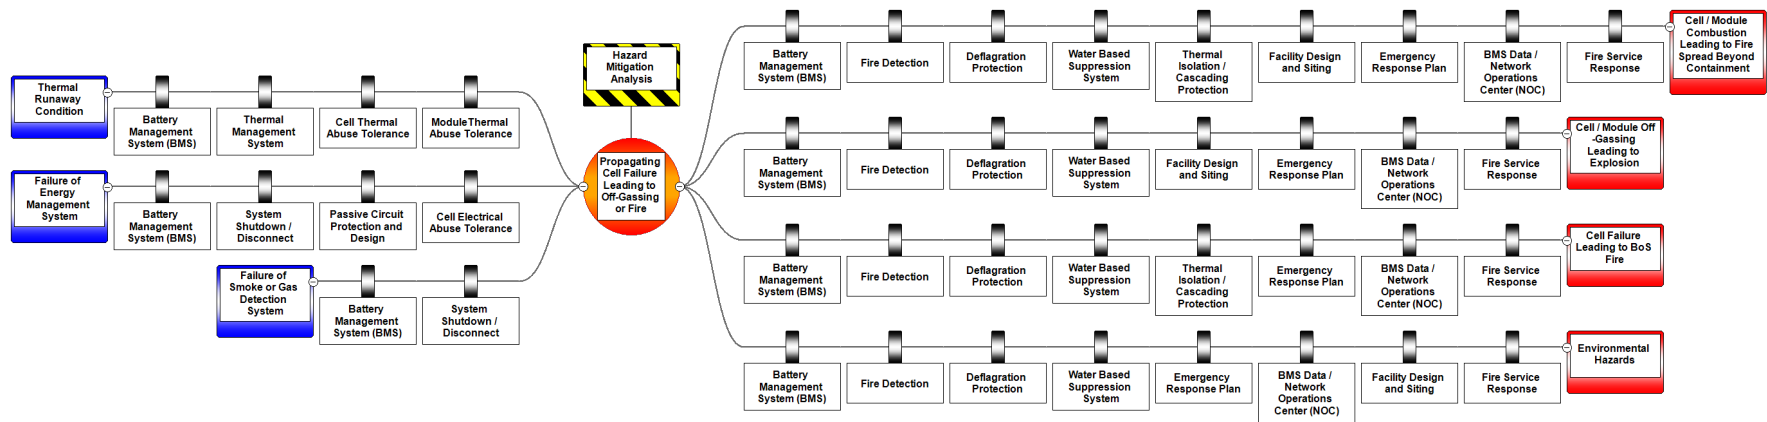 Hazard
Mitigation
Analysis
Thermal
Runaway
Condition
Battery
Management
System (BMS)
Thermal
Management
System
Cell Thermal
Abuse Tolerance
ModuleThermal
Abuse Tolerance
Failure of
Energy
Management
System
Battery
Management
System (BMS)
System
Shutdown /
Disconnect
Passive Circuit
Protection and
Design
Cell Electrical
Abuse Tolerance
Failure of
Smoke or Gas
Detection
System
Battery
Management
System (BMS)
System
Shutdown /
Disconnect
Propagating
Cell Failure
Leading to
Off-Gassing
or Fire
Battery
Management
System (BMS)
Fire Detection
Deflagration
Protection
Water Based
Suppression
System
Thermal
Isolation /
Cascading
Protection
Facility Design
and Siting
Emergency
Response Plan
BMS Data /
Network
Operations
Center (NOC)
Fire Service
Response
Cell / Module
Combustion
Leading to Fire
Spread Beyond
Containment
Battery
Management
System (BMS)
Fire Detection
Deflagration
Protection
Water Based
Suppression
System
Facility Design
and Siting
Emergency
Response Plan
BMS Data /
Network
Operations
Center (NOC)
Fire Service
Response
Cell / Module Off
-Gassing
Leading to
Explosion
Battery
Management
System (BMS)
Fire Detection
Deflagration
Protection
Water Based
Suppression
System
Thermal
Isolation /
Cascading
Protection
Emergency
Response Plan
BMS Data /
Network
Operations
Center (NOC)
Fire Service
Response
Cell Failure
Leading to BoS
Fire
Battery
Management
System (BMS)
Fire Detection
Deflagration
Protection
Water Based
Suppression
System
Emergency
Response Plan
BMS Data /
Network
Operations
Center (NOC)
Facility Design
and Siting
Fire Service
Response
Environmental
Hazards